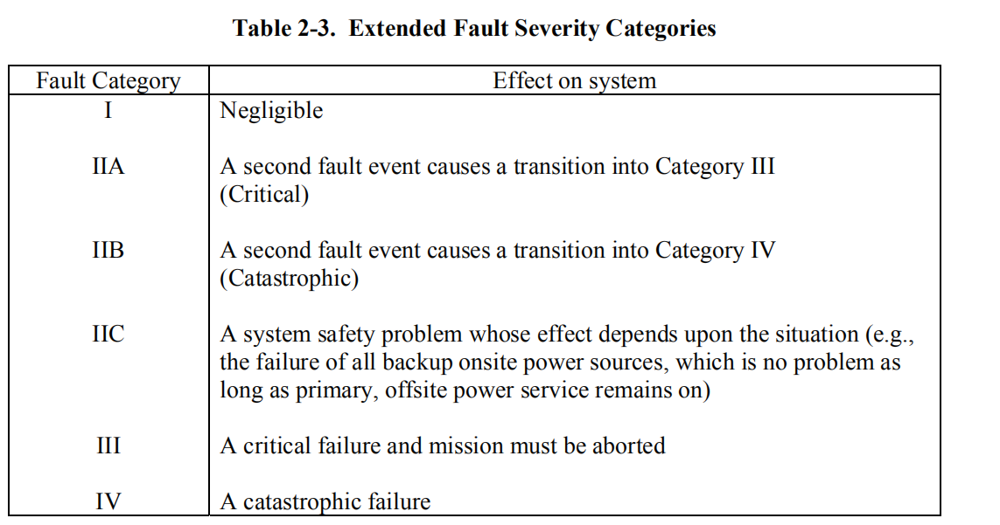 Table 2-3.  Extended Fault Severity Categories
Fault Category Effect on system
I Negligible
IIA A second fault event causes a transition into Category III
(Critical)
IIB A second fault event causes a transition into Category IV
(Catastrophic)
IIC A system safety problem whose effect depends upon the situation (e.g.,
the failure of all backup onsite power sources, which is no problem as
long as primary, offsite power service remains on)
III A critical failure and mission must be aborted
IV A catastrophic failure